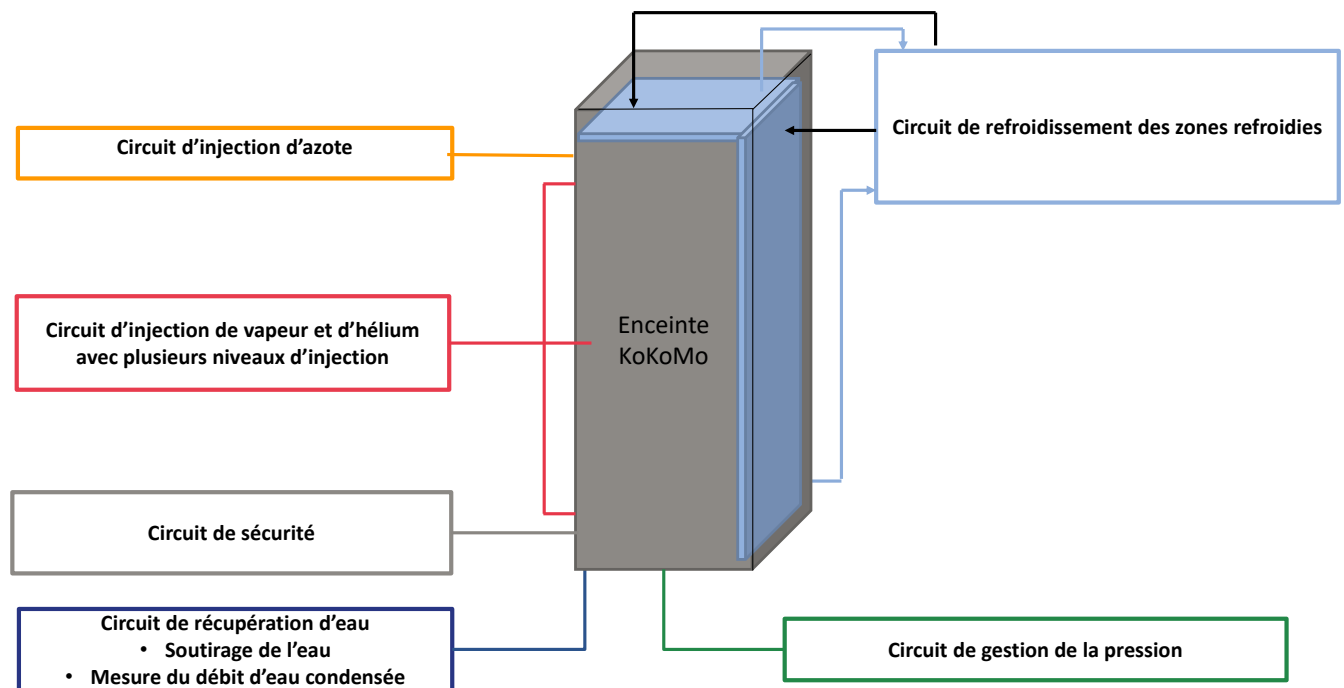 Circuit d’injection d’azote
Circuit de refroidissement des zones refroidies
Circuit d’injection de vapeur et d’hélium
avec plusieurs niveaux d’injection
Enceinte
KoKoMo
Circuit de sécurité
Circuit de récupération d’eau
• Soutirage de l’eau
• Mesure du débit d’eau condensée
Circuit de gestion de la pression